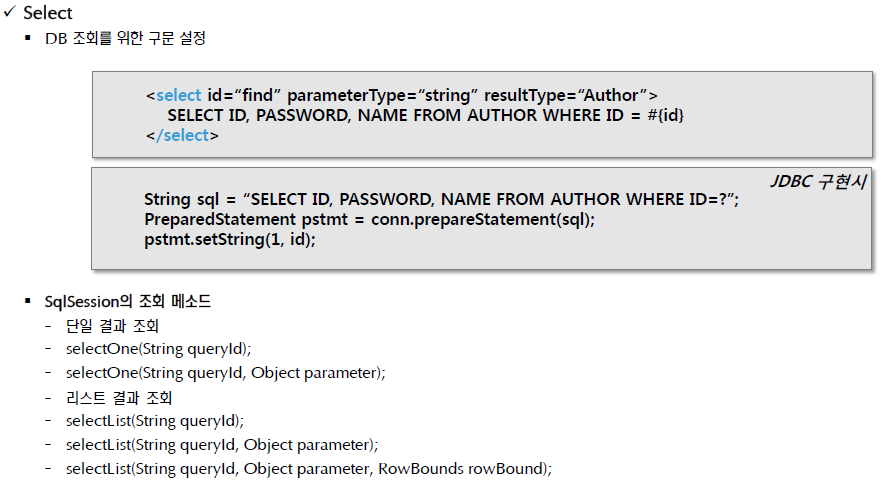 ✓ Select
▪ DB 조회를 위한 구문 설정
<select id=“find” parameterType=“string” resultType=“Author”>
SELECT ID, PASSWORD, NAME FROM AUTHOR WHERE ID = #{id}
</select>
JDBC 구현시
String sql = “SELECT ID, PASSWORD, NAME FROM AUTHOR WHERE ID=?”;
PreparedStatement pstmt = conn.prepareStatement(sql);
pstmt.setString(1, id);
▪ SqlSession의 조회 메소드
- 단일 결과 조회
- selectOne(String queryId);
- selectOne(String queryId, Object parameter);
- 리스트 결과 조회
- selectList(String queryId);
- selectList(String queryId, Object parameter);
- selectList(String queryId, Object parameter, RowBounds rowBound);